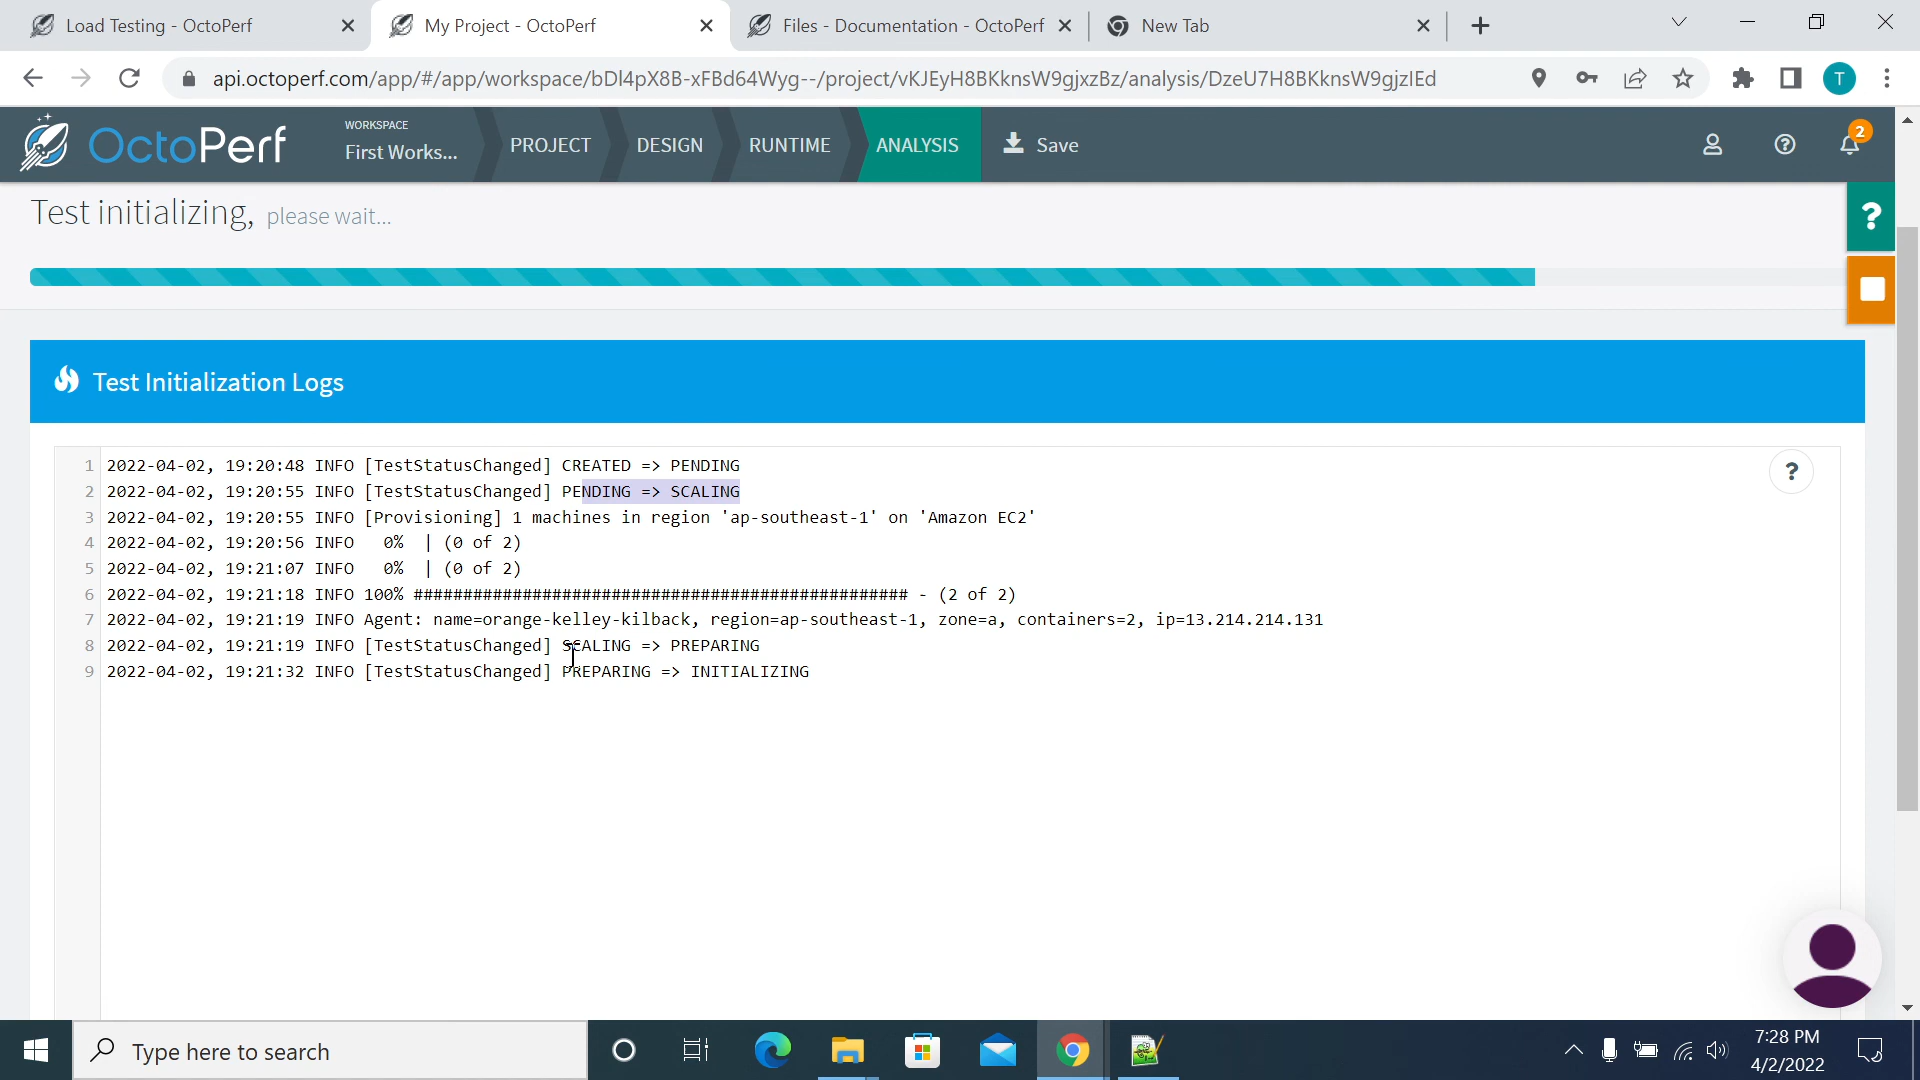 Load Testing - OctoPerf
My Project - OctoPerf
Files - Documentation - OctoPerf
New Tab
api.octoperf.com/app/#/app/workspace/bDl4pX8B-xFBd64Wyg--/project/vKJEyH8BKknsW9gjxzBz/analysis/DzeU7H8BKknsW9gjzIEd
T
OctoPerf
WORKSPACE
First Works...
PROJECT
DESIGN
RUNTIME
ANALYSIS
Save
2
Test initializing, please wait...
?
Test Initialization Logs
?
1 2022-04-02, 19:20:48 INFO [TestStatusChanged] CREATED => PENDING
2 2022-04-02, 19:20:55 INFO [TestStatusChanged] PENDING => SCALING
3 2022-04-02, 19:20:55 INFO [Provisioning] 1 machines in region 'ap-southeast-1' on 'Amazon EC2'
4 2022-04-02, 19:20:56 INFO 0% | (0 of 2)
5 2022-04-02, 19:21:07 INFO 0% | (0 of 2)
6 2022-04-02, 19:21:18 INFO 100% ################################################## - (2 of 2)
7 2022-04-02, 19:21:19 INFO Agent: name=orange-kelley-kilback, region=ap-southeast-1, zone=a, containers=2, ip=13.214.214.131
8 2022-04-02, 19:21:19 INFO [TestStatusChanged] SCALING => PREPARING
9 2022-04-02, 19:21:32 INFO [TestStatusChanged] PREPARING => INITIALIZING
Type here to search
7:28 PM
4/2/2022